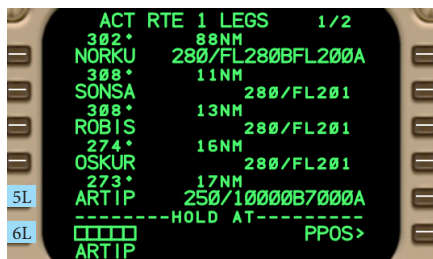 ACT RTE 1 LEGS 1/2
302° 88NM
NORKU 280/FL280BFL200A
308° 11NM
SONSA 280/FL201
308° 13NM
ROBIS 280/FL201
274° 16NM
OSKUR 280/FL201
273° 17NM
5L ARTIP 250/10000B7000A
--------HOLD AT---------
6L □□□□□ PPOS>
ARTIP